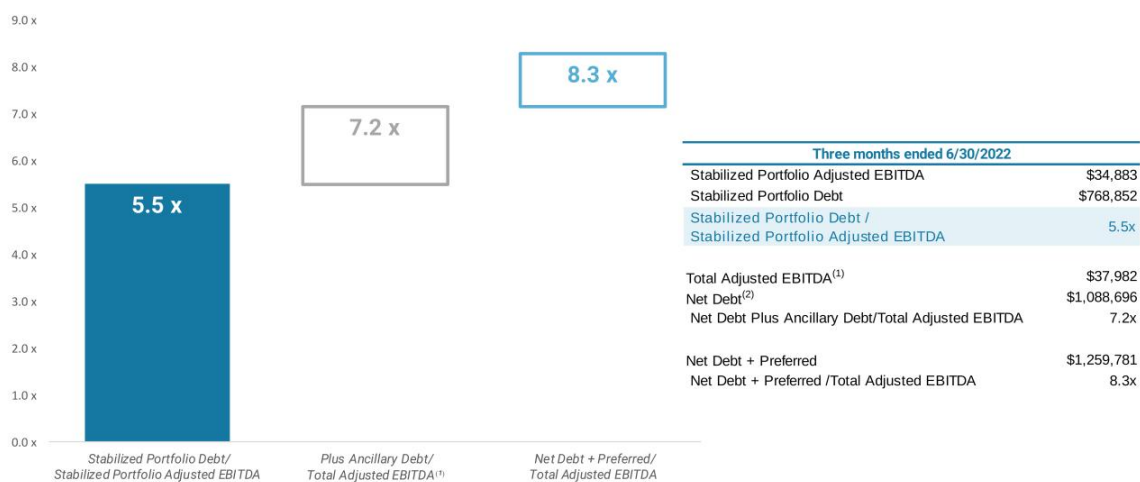 9.0 x
8.0 x
7.0 x
6.0 x
5.0 x
4.0 x
3.0 x
2.0 x
1.0 x
0.0 x
5.5 x
7.2 x
8.3 x
Stabilized Portfolio Debt/
Stabilized Portfolio Adjusted EBITDA
Plus Ancillary Debt/
Total Adjusted EBITDA⁽¹⁾
Net Debt + Preferred/
Total Adjusted EBITDA
Three months ended 6/30/2022
Stabilized Portfolio Adjusted EBITDA $34,883
Stabilized Portfolio Debt $768,852
Stabilized Portfolio Debt /
Stabilized Portfolio Adjusted EBITDA 5.5x
Total Adjusted EBITDA⁽¹⁾ $37,982
Net Debt⁽²⁾ $1,088,696
Net Debt Plus Ancillary Debt/Total Adjusted EBITDA 7.2x
Net Debt + Preferred $1,259,781
Net Debt + Preferred /Total Adjusted EBITDA 8.3x